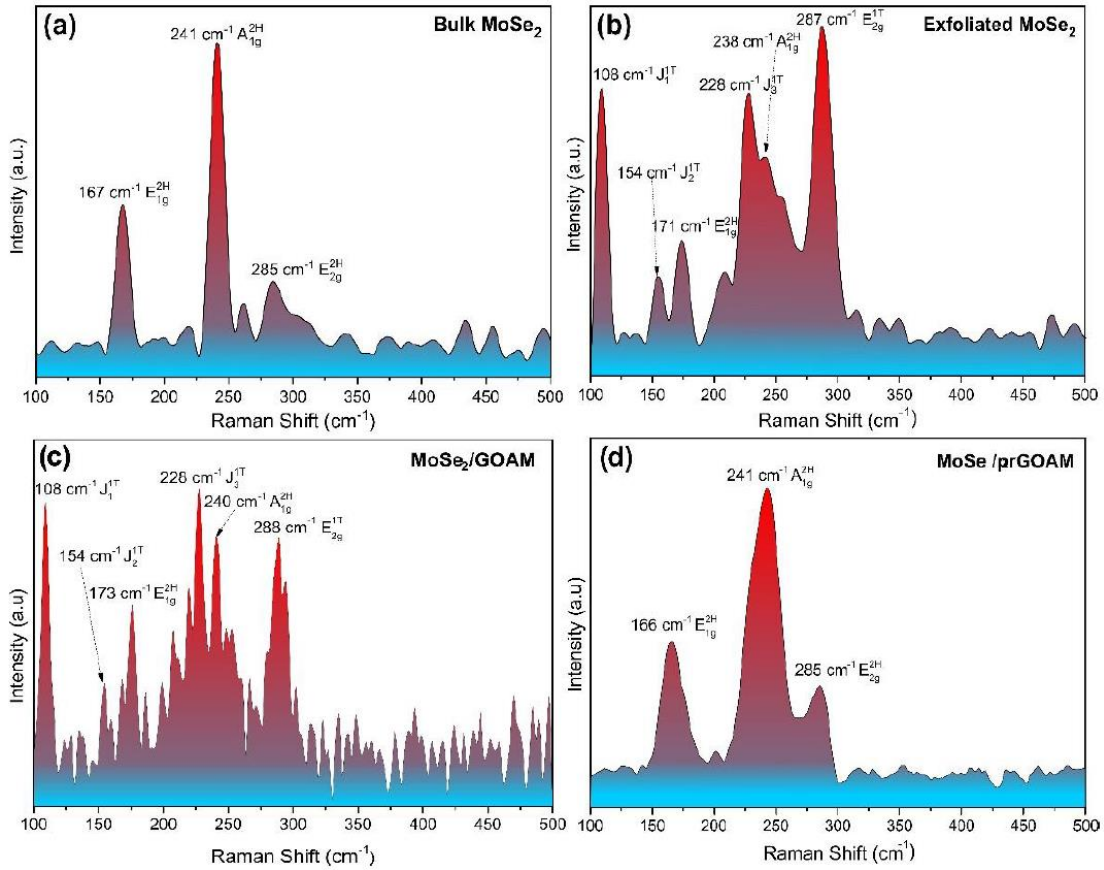 (a)
Bulk MoSe₂
241 cm⁻¹ A₁g²ᴴ
167 cm⁻¹ E₁g²ᴴ
285 cm⁻¹ E₂g²ᴴ
Intensity (a.u.)
100 150 200 250 300 350 400 450 500
Raman Shift (cm⁻¹)
(b)
Exfoliated MoSe₂
287 cm⁻¹ E₂g¹ᵀ
238 cm⁻¹ A₁g²ᴴ
108 cm⁻¹ J₁¹ᵀ
228 cm⁻¹ J₃¹ᵀ
154 cm⁻¹ J₂¹ᵀ
171 cm⁻¹ E₁g²ᴴ
Intensity (a.u.)
100 150 200 250 300 350 400 450 500
Raman Shift (cm⁻¹)
(c)
MoSe₂/GOAM
228 cm⁻¹ J₃¹ᵀ
108 cm⁻¹ J₁¹ᵀ
240 cm⁻¹ A₁g²ᴴ
288 cm⁻¹ E₂g¹ᵀ
154 cm⁻¹ J₂¹ᵀ
173 cm⁻¹ E₁g²ᴴ
Intensity (a.u)
100 150 200 250 300 350 400 450 500
Raman Shift (cm⁻¹)
(d)
MoSe /prGOAM
241 cm⁻¹ A₁g²ᴴ
166 cm⁻¹ E₁g²ᴴ
285 cm⁻¹ E₂g²ᴴ
Intensity (a.u)
100 150 200 250 300 350 400 450 500
Raman Shift (cm⁻¹)